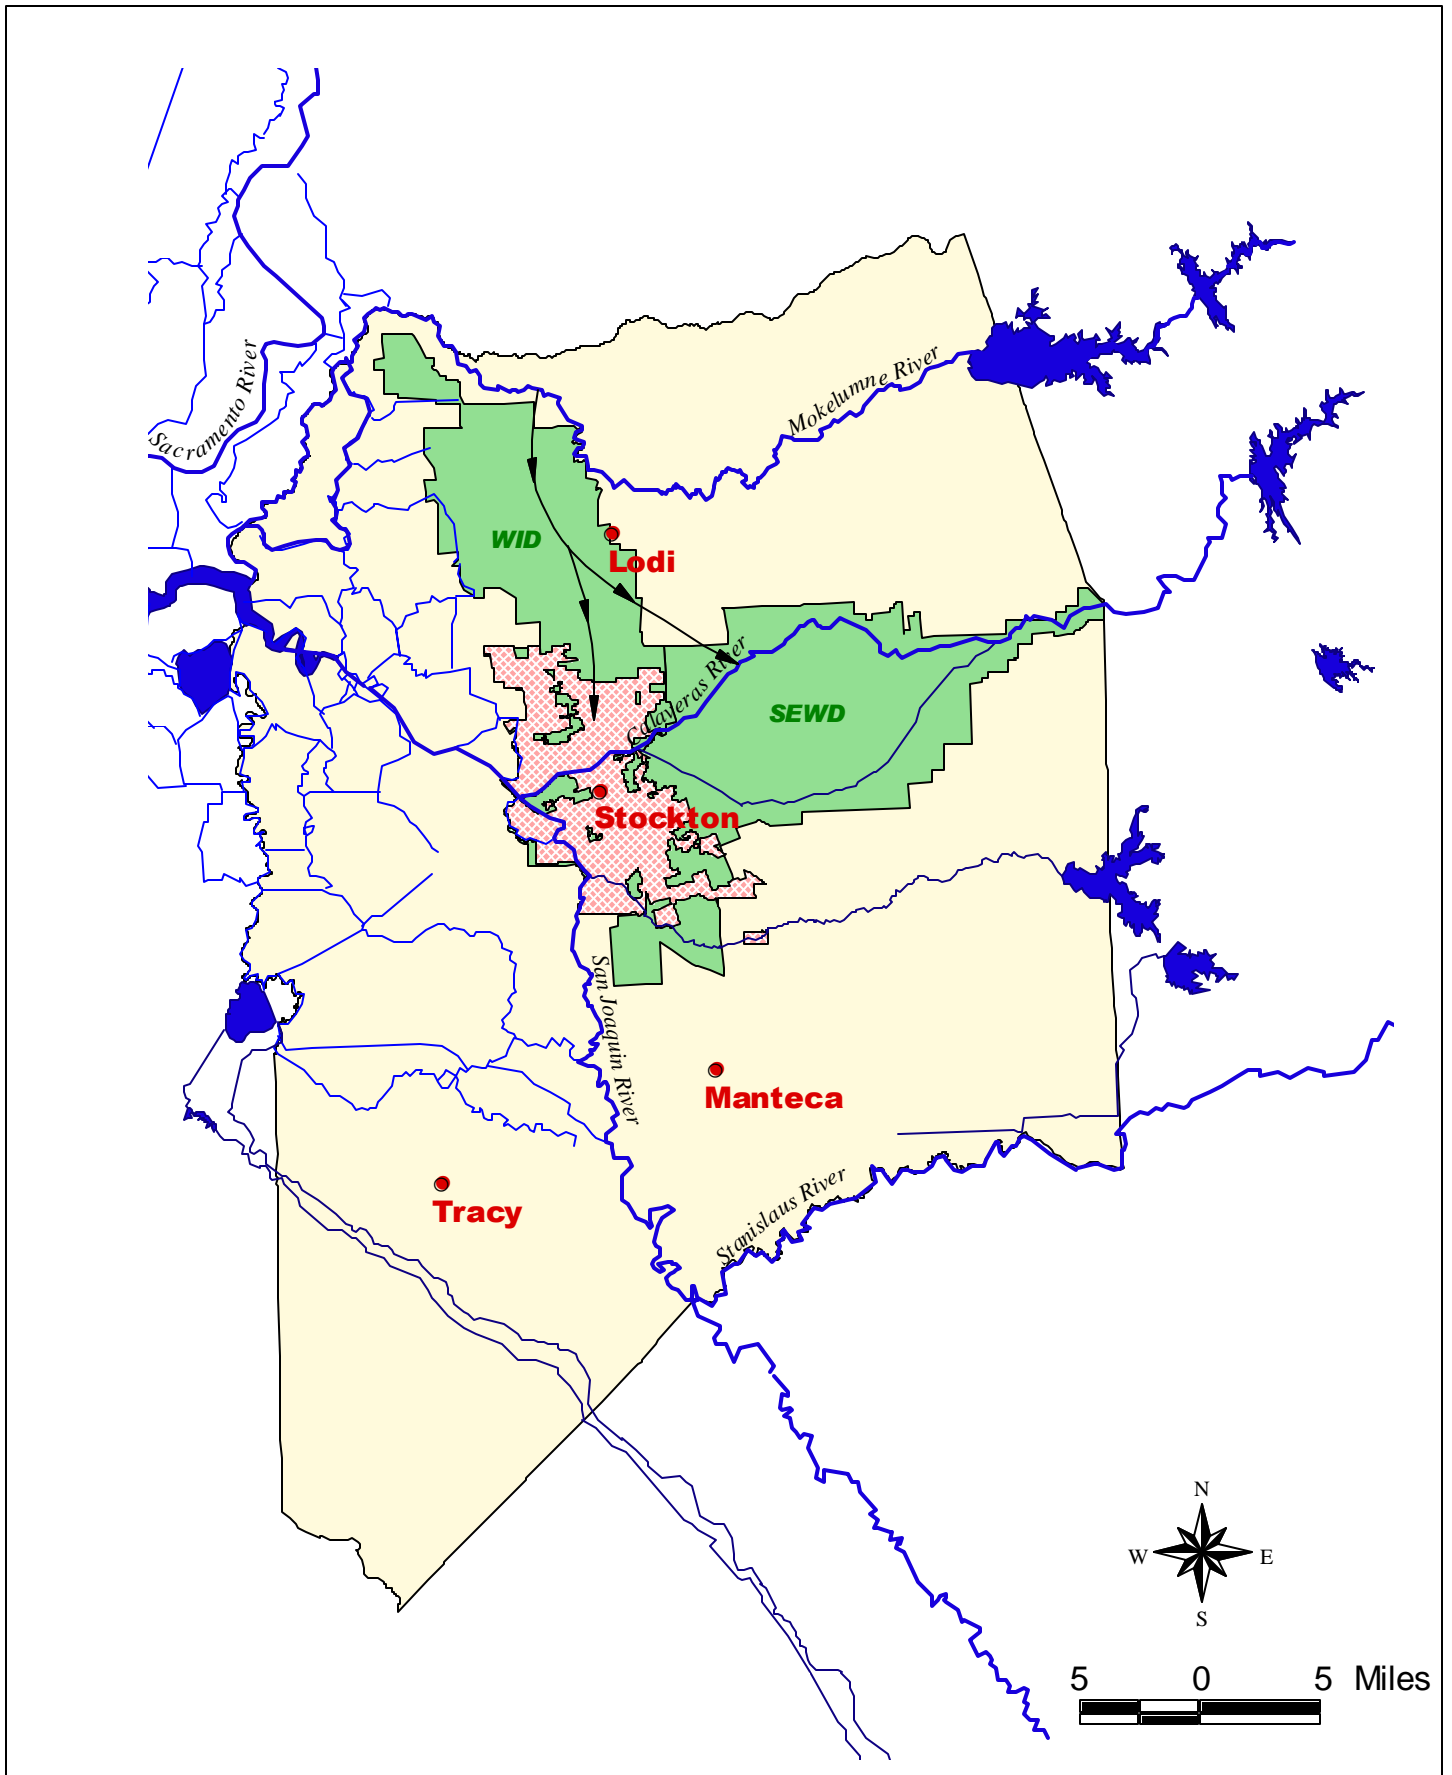 Sacramento River
Mokelumne River
WID
Lodi
Calaveras River
SEWD
Stockton
San Joaquin River
Manteca
Stanislaus River
Tracy
N
W E
S
5 0 5 Miles